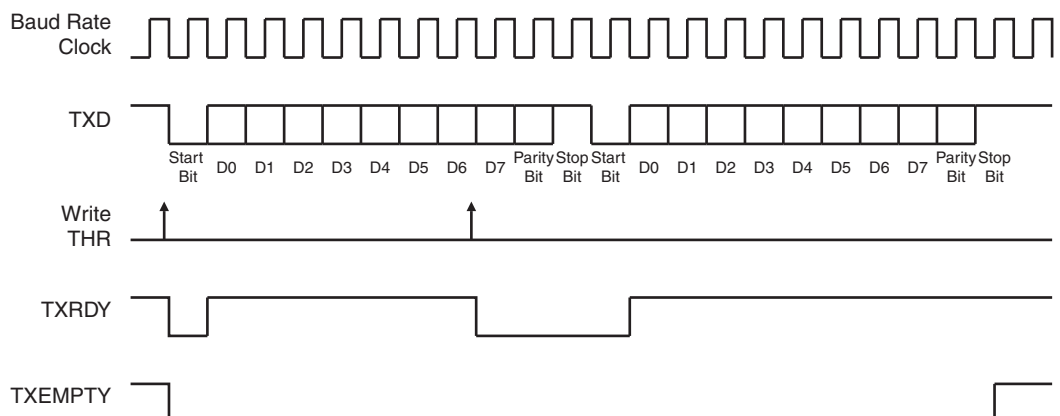 Baud Rate
Clock
TXD
Start
Bit
D0
D1
D2
D3
D4
D5
D6
D7
Parity
Bit
Stop
Bit
Start
Bit
D0
D1
D2
D3
D4
D5
D6
D7
Parity
Bit
Stop
Bit
Write
THR
TXRDY
TXEMPTY